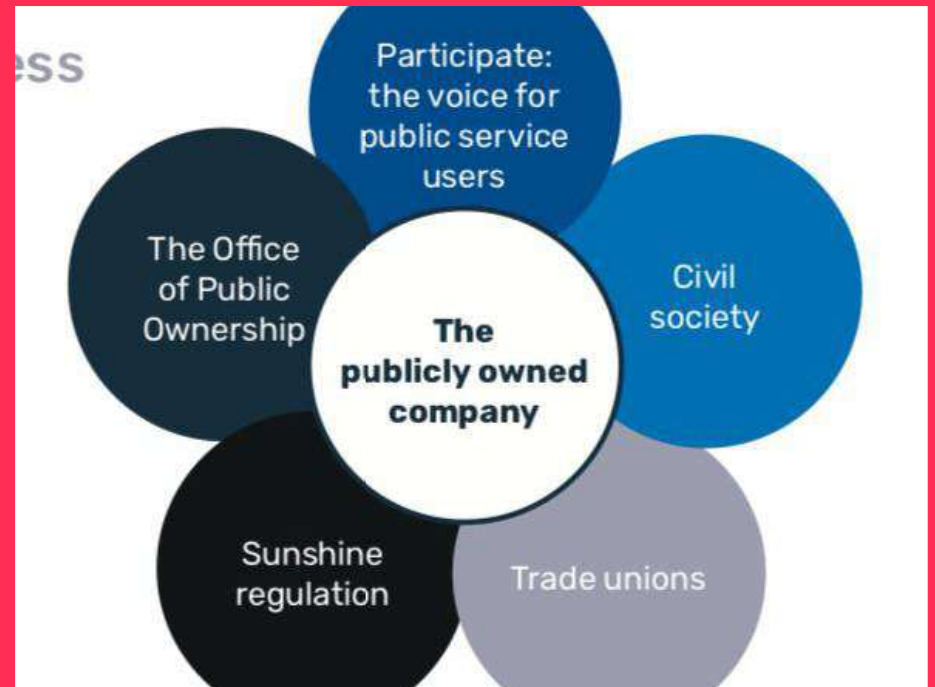 ess
Participate:
the voice for
public service
users
The Office
of Public
Ownership
Civil
society
The
publicly owned
company
Sunshine
regulation
Trade unions